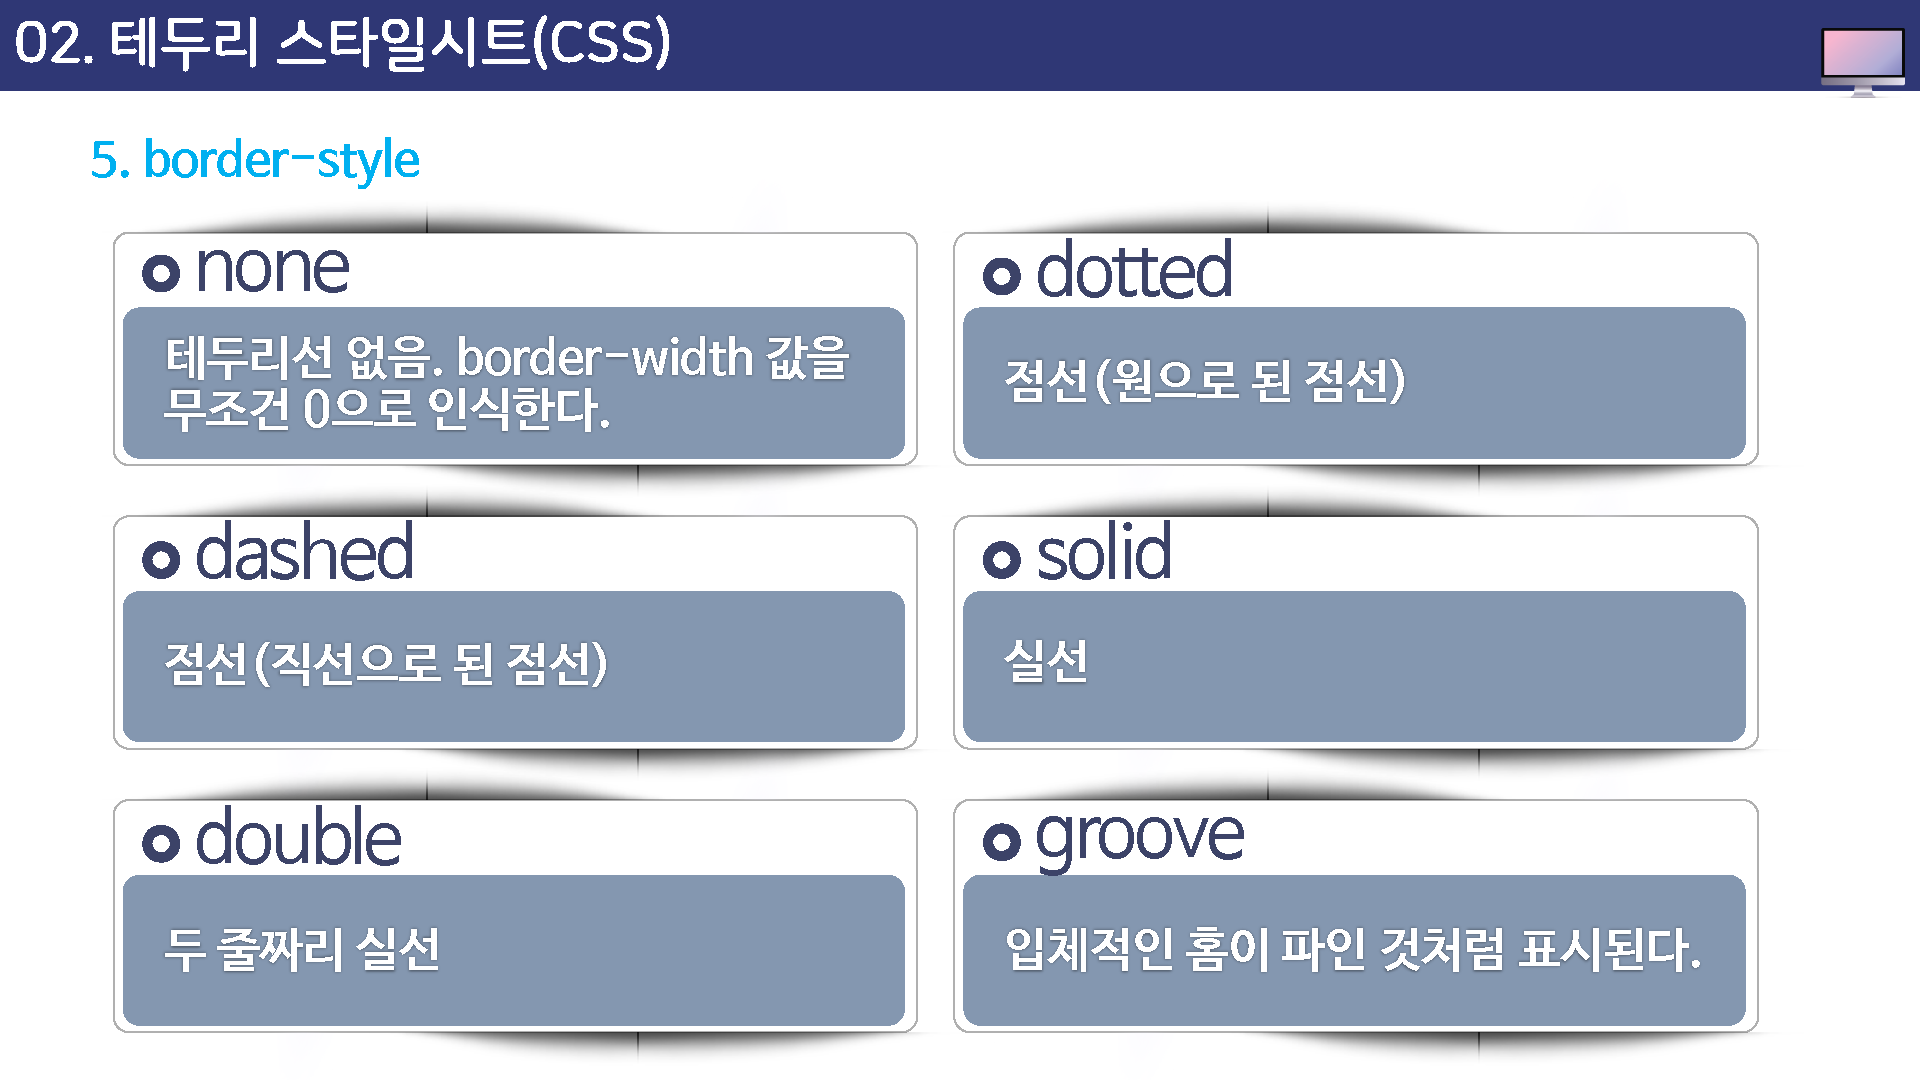 02. 테두리 스타일시트(CSS)
5. border-style
none
테두리선 없음. border-width 값을
무조건 0으로 인식한다.
dotted
점선(원으로 된 점선)
dashed
점선(직선으로 된 점선)
solid
실선
double
두 줄짜리 실선
groove
입체적인 홈이 파인 것처럼 표시된다.